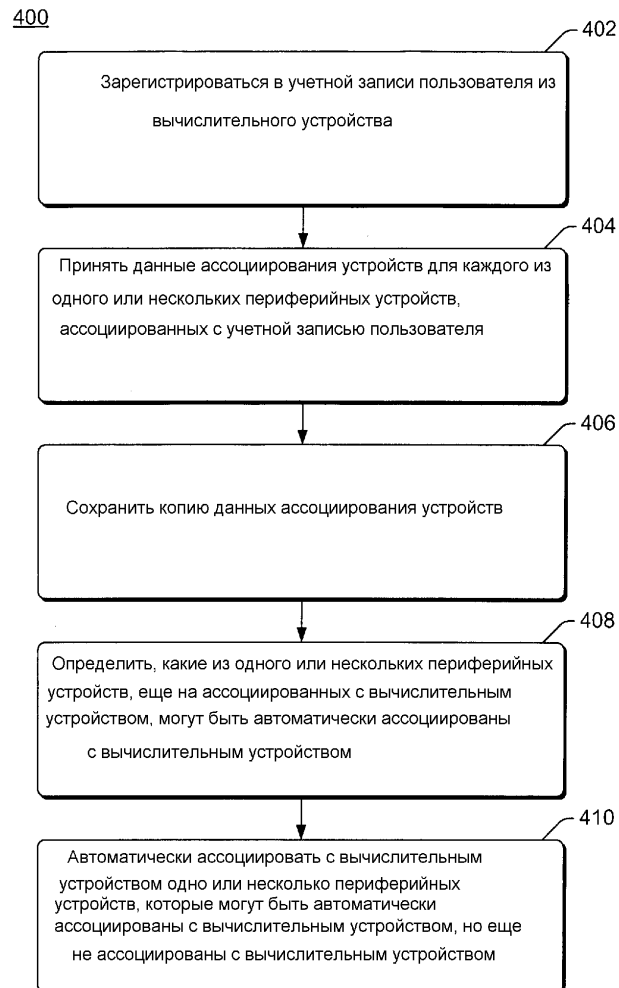 400
402
Зарегистрироваться в учетной записи пользователя из
вычислительного устройства
404
Принять данные ассоциирования устройств для каждого из
одного или нескольких периферийных устройств,
ассоциированных с учетной записью пользователя
406
Сохранить копию данных ассоциирования устройств
408
Определить, какие из одного или нескольких периферийных
устройств, еще на ассоциированных с вычислительным
устройством, могут быть автоматически ассоциированы
с вычислительным устройством
410
Автоматически ассоциировать с вычислительным
устройством одно или несколько периферийных
устройств, которые могут быть автоматически
ассоциированы с вычислительным устройством, но еще
не ассоциированы с вычислительным устройством